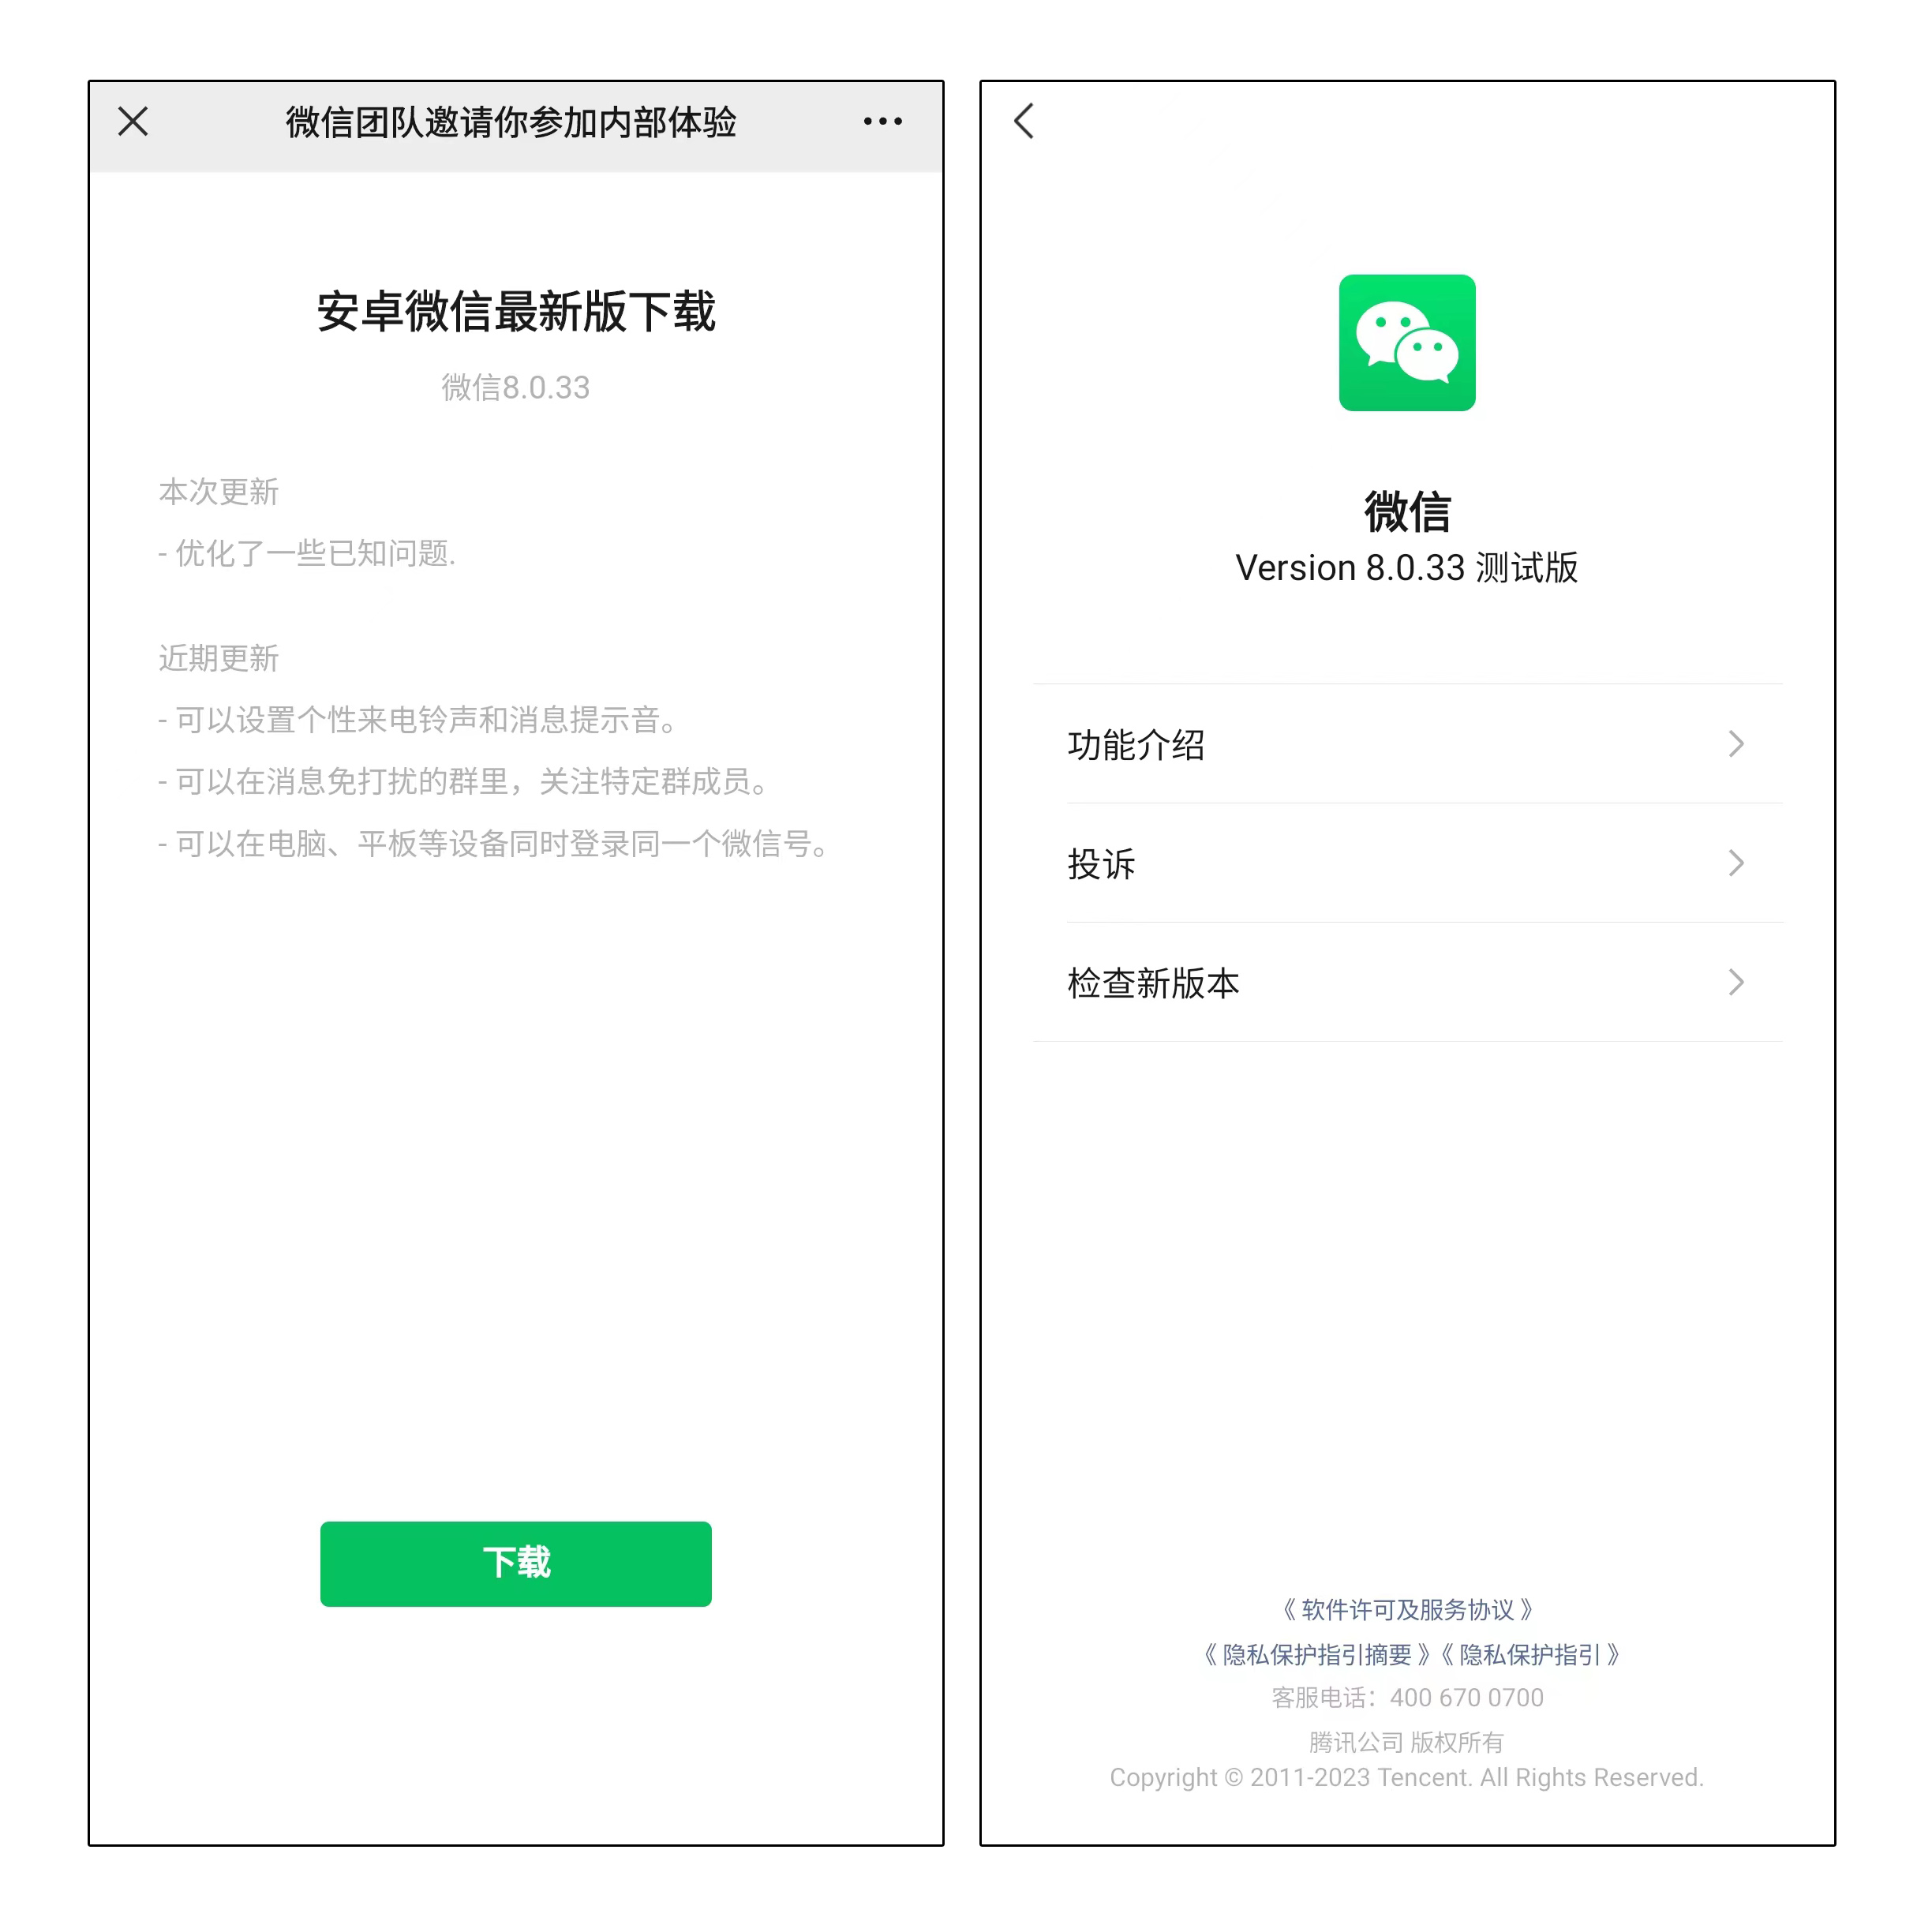 微信团队邀请你参加内部体验
安卓微信最新版下载
微信8.0.33
本次更新
- 优化了一些已知问题.
近期更新
- 可以设置个性来电铃声和消息提示音。
- 可以在消息免打扰的群里，关注特定群成员。
- 可以在电脑、平板等设备同时登录同一个微信号。
下载
微信
Version 8.0.33 测试版
功能介绍
投诉
检查新版本
《 软件许可及服务协议 》
《 隐私保护指引摘要 》《 隐私保护指引 》
客服电话：400 670 0700
腾讯公司 版权所有
Copyright © 2011-2023 Tencent. All Rights Reserved.